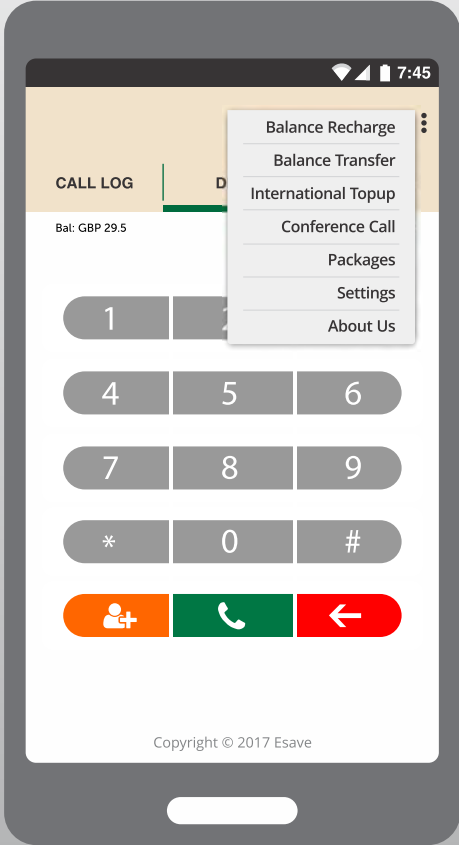 7:45
Balance Recharge
Balance Transfer
International Topup
Conference Call
Packages
Settings
About Us
CALL LOG
Bal: GBP 29.5
1
4 5 6
7 8 9
* 0 #
Copyright © 2017 Esave